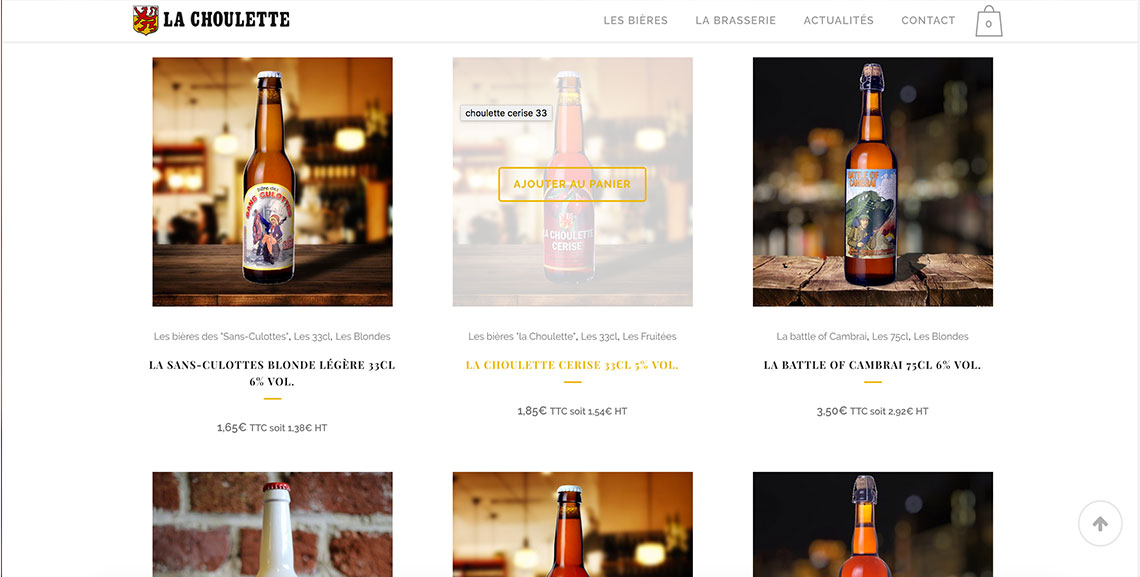 LA CHOULETTE
LES BIÈRES LA BRASSERIE ACTUALITÉS CONTACT 0
choulette cerise 33
AJOUTER AU PANIER
bière des
SANS CULOTTES
LA CHOULETTE
CERISE
BATTLE OF
CAMBRAI
Les bières des "Sans-Culottes", Les 33cl, Les Blondes
LA SANS-CULOTTES BLONDE LÉGÈRE 33CL
6% VOL.
1,65€ TTC soit 1,38€ HT
Les bières "la Choulette", Les 33cl, Les Fruitées
LA CHOULETTE CERISE 33CL 5% VOL.
1,85€ TTC soit 1,54€ HT
La battle of Cambrai, Les 75cl, Les Blondes
LA BATTLE OF CAMBRAI 75CL 6% VOL.
3,50€ TTC soit 2,92€ HT